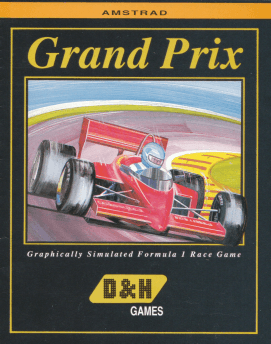 AMSTRAD
Grand Prix
Graphically Simulated Formula 1 Race Game
D&H
GAMES